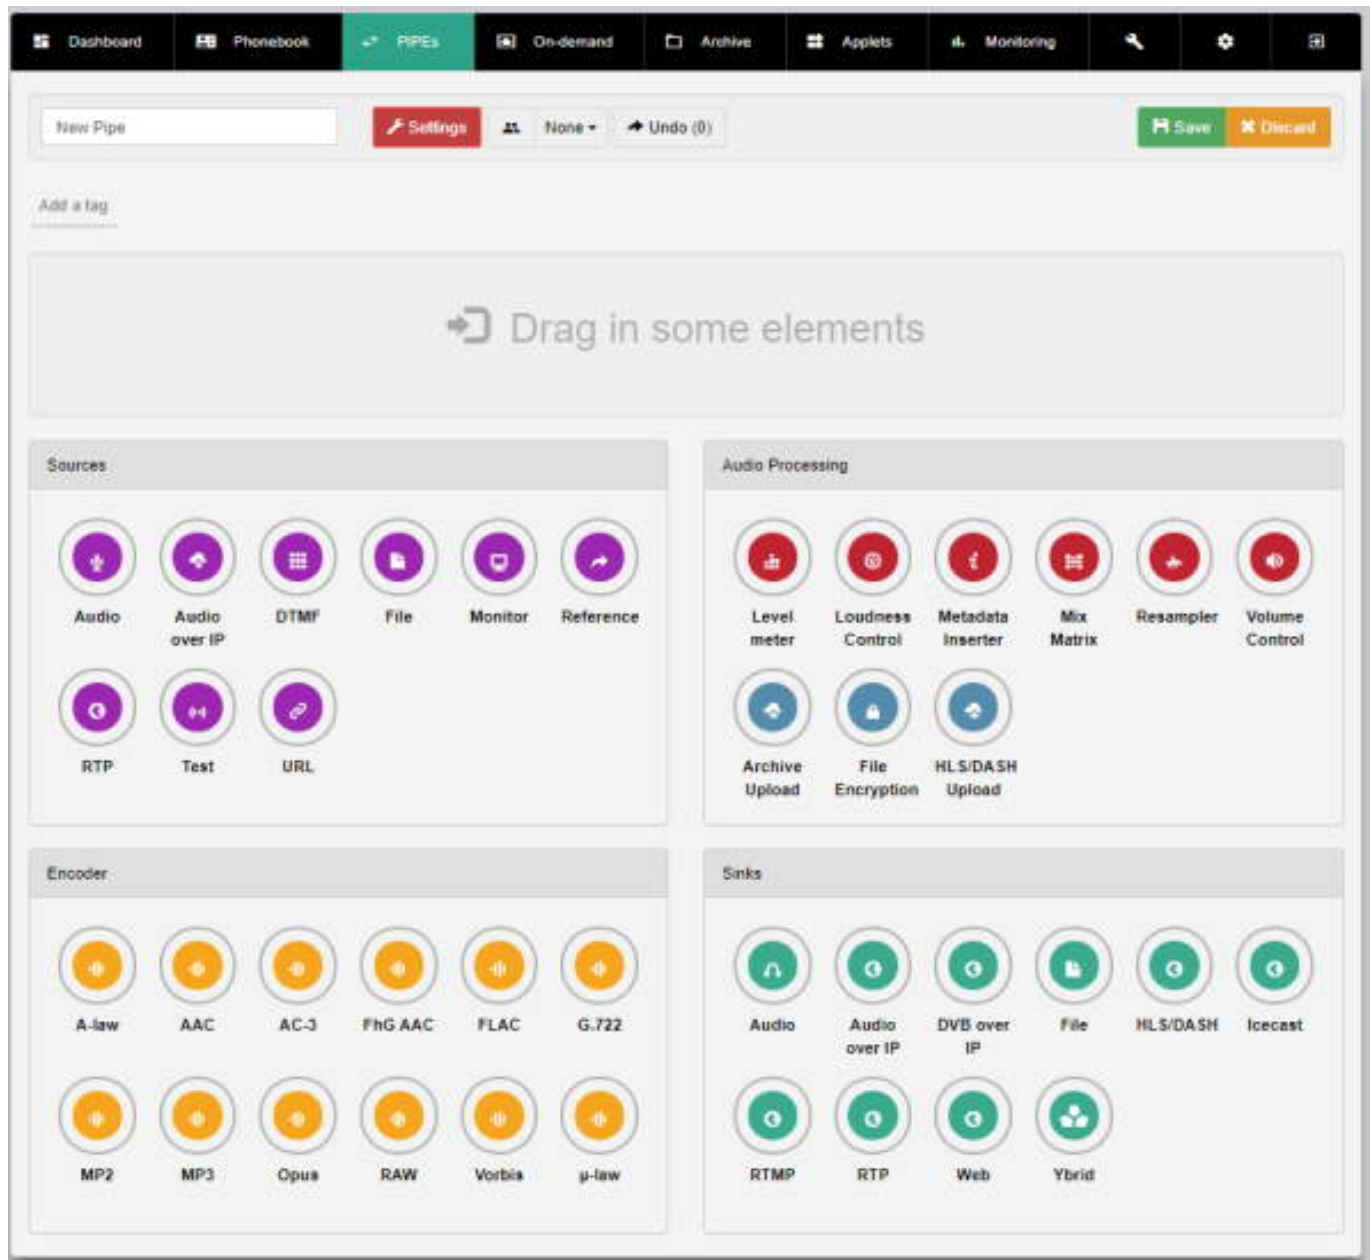 Dashboard Phonebook PIPEs On-demand Archive Applets Monitoring
New Pipe Settings None Undo (0) Save Discard
Add a tag
Drag in some elements
Sources
Audio Audio over IP DTMF File Monitor Reference
RTP Test URL
Audio Processing
Level meter Loudness Control Metadata Inserter Mix Matrix Resampler Volume Control
Archive Upload File Encryption HLS/DASH Upload
Encoder
A-law AAC AC-3 FhG AAC FLAC G.722
MP2 MP3 Opus RAW Vorbis µ-law
Sinks
Audio Audio over IP DVB over IP File HLS/DASH Icecast
RTMP RTP Web Ybrid